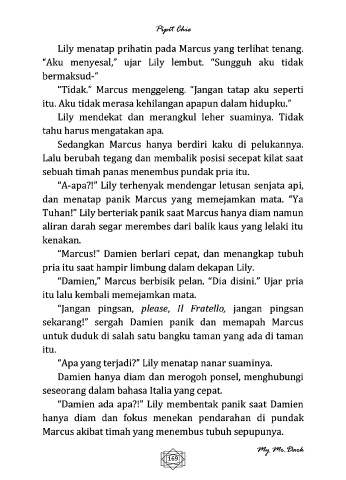 Pipit Chie
Lily menatap prihatin pada Marcus yang terlihat tenang.
“Aku menyesal,” ujar Lily lembut. “Sungguh aku tidak
bermaksud-“
“Tidak.” Marcus menggeleng. “Jangan tatap aku seperti
itu. Aku tidak merasa kehilangan apapun dalam hidupku.”
Lily mendekat dan merangkul leher suaminya. Tidak
tahu harus mengatakan apa.
Sedangkan Marcus hanya berdiri kaku di pelukannya.
Lalu berubah tegang dan membalik posisi secepat kilat saat
sebuah timah panas menembus pundak pria itu.
“A-apa?!” Lily terhenyak mendengar letusan senjata api,
dan menatap panik Marcus yang memejamkan mata. “Ya
Tuhan!” Lily berteriak panik saat Marcus hanya diam namun
aliran darah segar merembes dari balik kaus yang lelaki itu
kenakan.
“Marcus!” Damien berlari cepat, dan menangkap tubuh
pria itu saat hampir limbung dalam dekapan Lily.
“Damien,” Marcus berbisik pelan. “Dia disini.” Ujar pria
itu lalu kembali memejamkan mata.
“Jangan pingsan, please, Il Fratello, jangan pingsan
sekarang!” sergah Damien panik dan memapah Marcus
untuk duduk di salah satu bangku taman yang ada di taman
itu.
“Apa yang terjadi?” Lily menatap nanar suaminya.
Damien hanya diam dan merogoh ponsel, menghubungi
seseorang dalam bahasa Italia yang cepat.
“Damien ada apa?!” Lily membentak panik saat Damien
hanya diam dan fokus menekan pendarahan di pundak
Marcus akibat timah yang menembus tubuh sepupunya.
My Mr. Dark
169